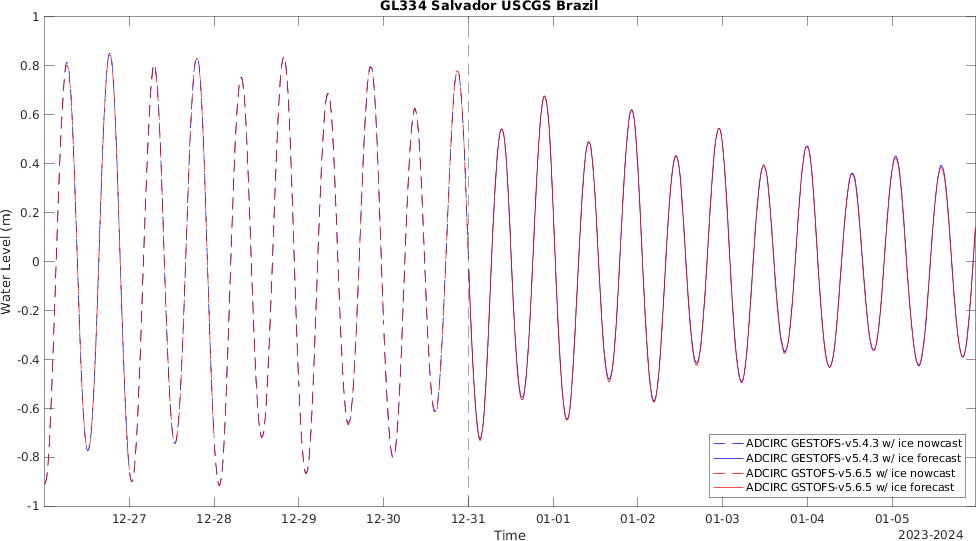 GL334 Salvador USCGS Brazil
1
0.8
0.6
0.4
0.2
0
-0.2
-0.4
-0.6
-0.8
-1
Water Level (m)
ADCIRC GESTOFS-v5.4.3 w/ ice nowcast
ADCIRC GESTOFS-v5.4.3 w/ ice forecast
ADCIRC GSTOFS-v5.6.5 w/ ice nowcast
ADCIRC GSTOFS-v5.6.5 w/ ice forecast
12-27 12-28 12-29 12-30 12-31 01-01 01-02 01-03 01-04 01-05
Time
2023-2024